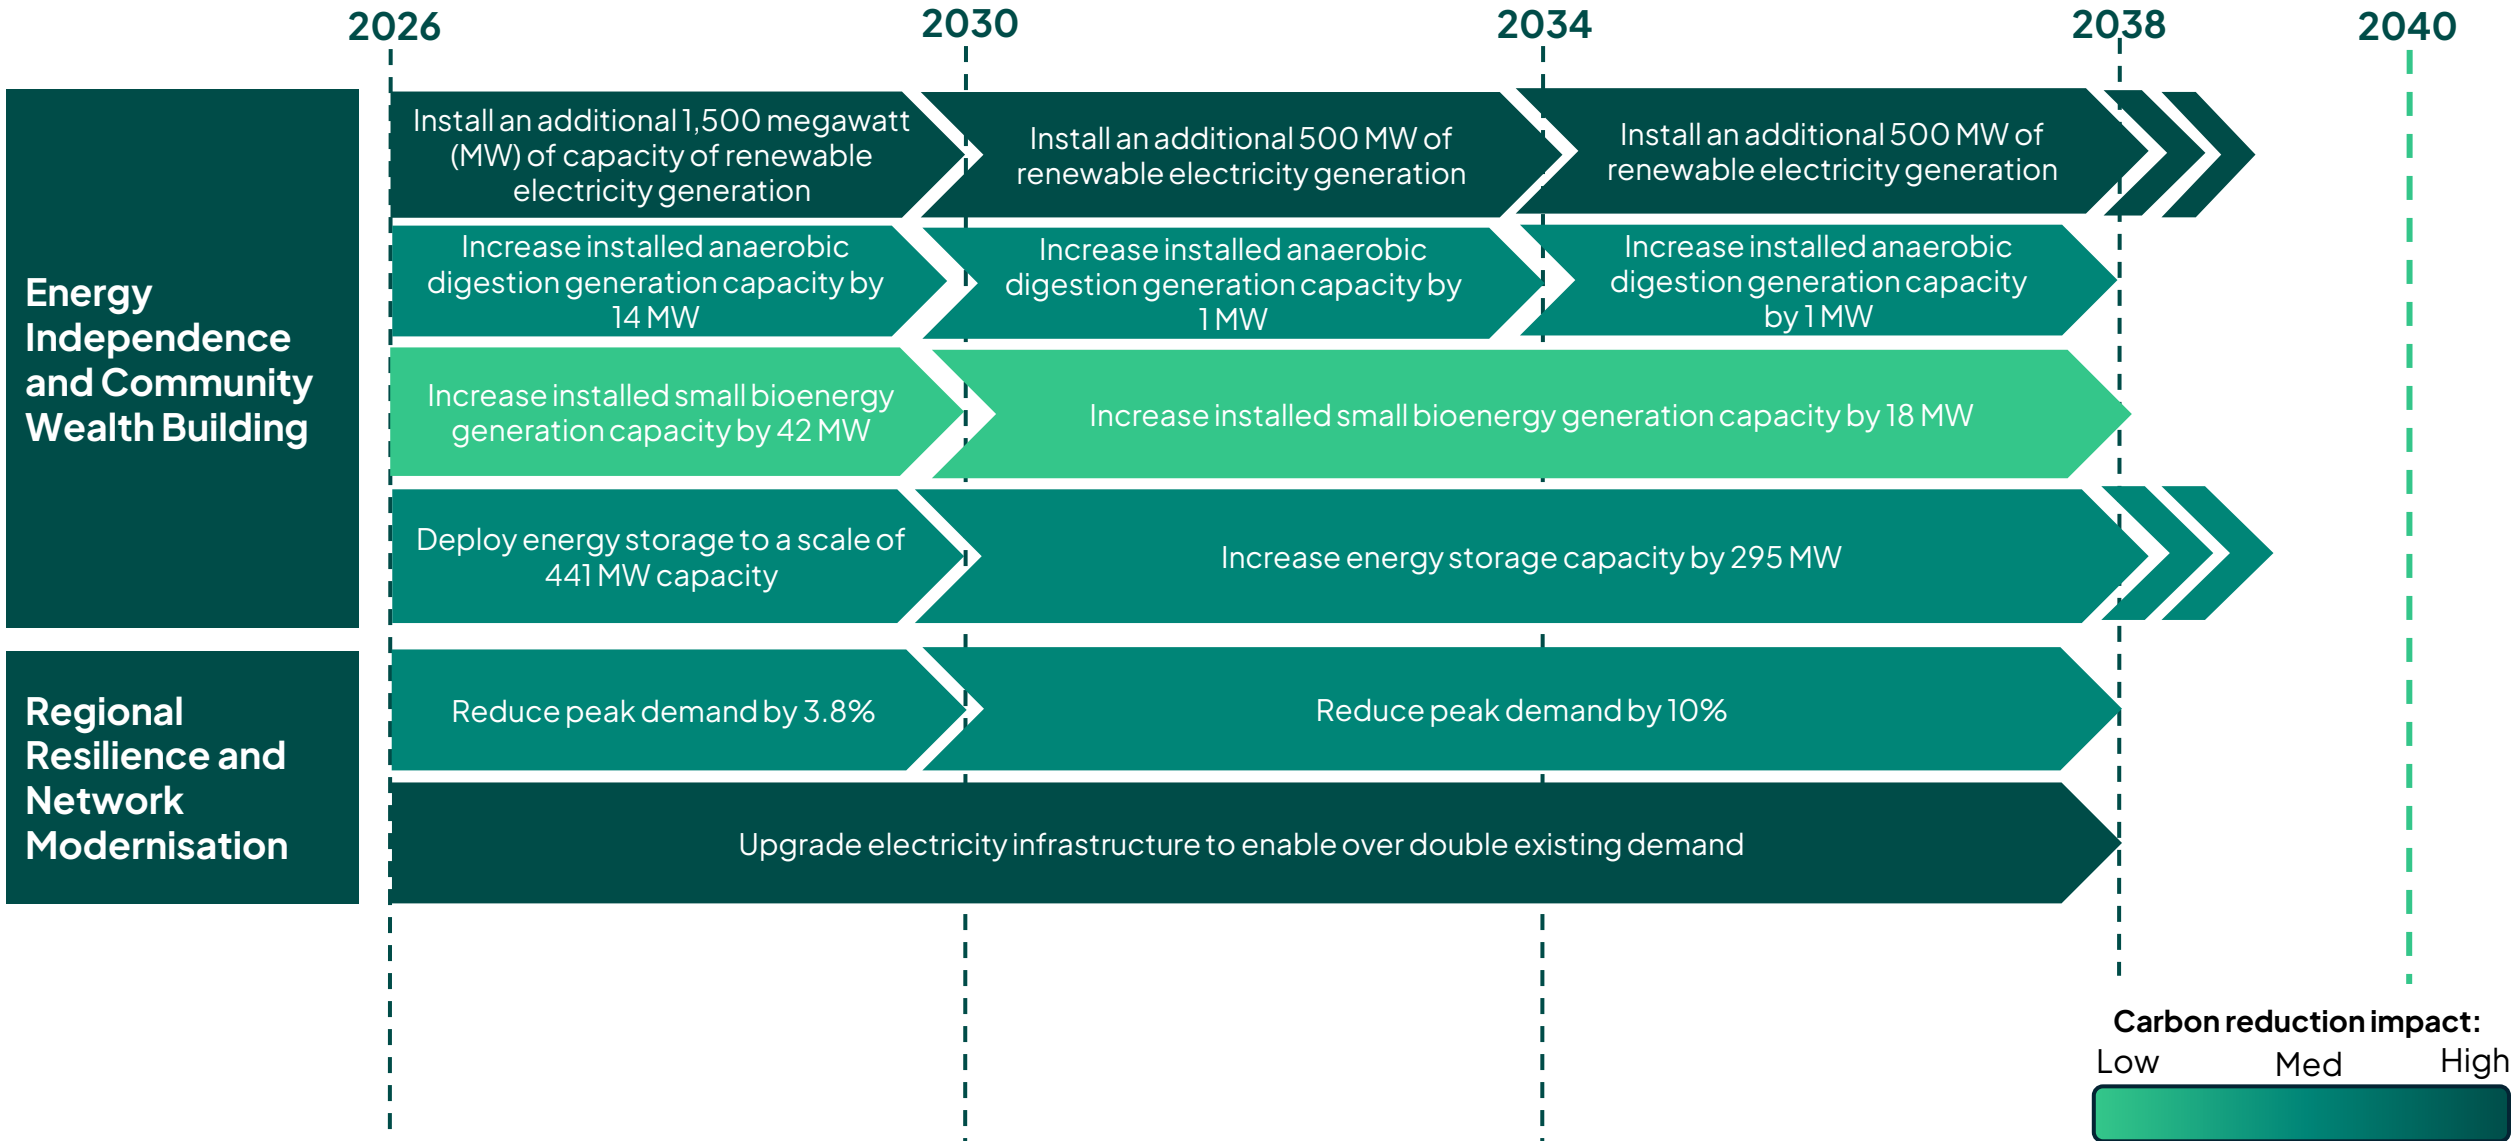 2026
2030
2034
2038
2040
Energy
Independence
and Community
Wealth Building
Install an additional 1,500 megawatt
(MW) of capacity of renewable
electricity generation
Install an additional 500 MW of
renewable electricity generation
Install an additional 500 MW of
renewable electricity generation
Increase installed anaerobic
digestion generation capacity by
14 MW
Increase installed anaerobic
digestion generation capacity by
1 MW
Increase installed anaerobic
digestion generation capacity
by 1 MW
Increase installed small bioenergy
generation capacity by 42 MW
Increase installed small bioenergy generation capacity by 18 MW
Deploy energy storage to a scale of
441 MW capacity
Increase energy storage capacity by 295 MW
Regional
Resilience and
Network
Modernisation
Reduce peak demand by 3.8%
Reduce peak demand by 10%
Upgrade electricity infrastructure to enable over double existing demand
Carbon reduction impact:
Low
Med
High